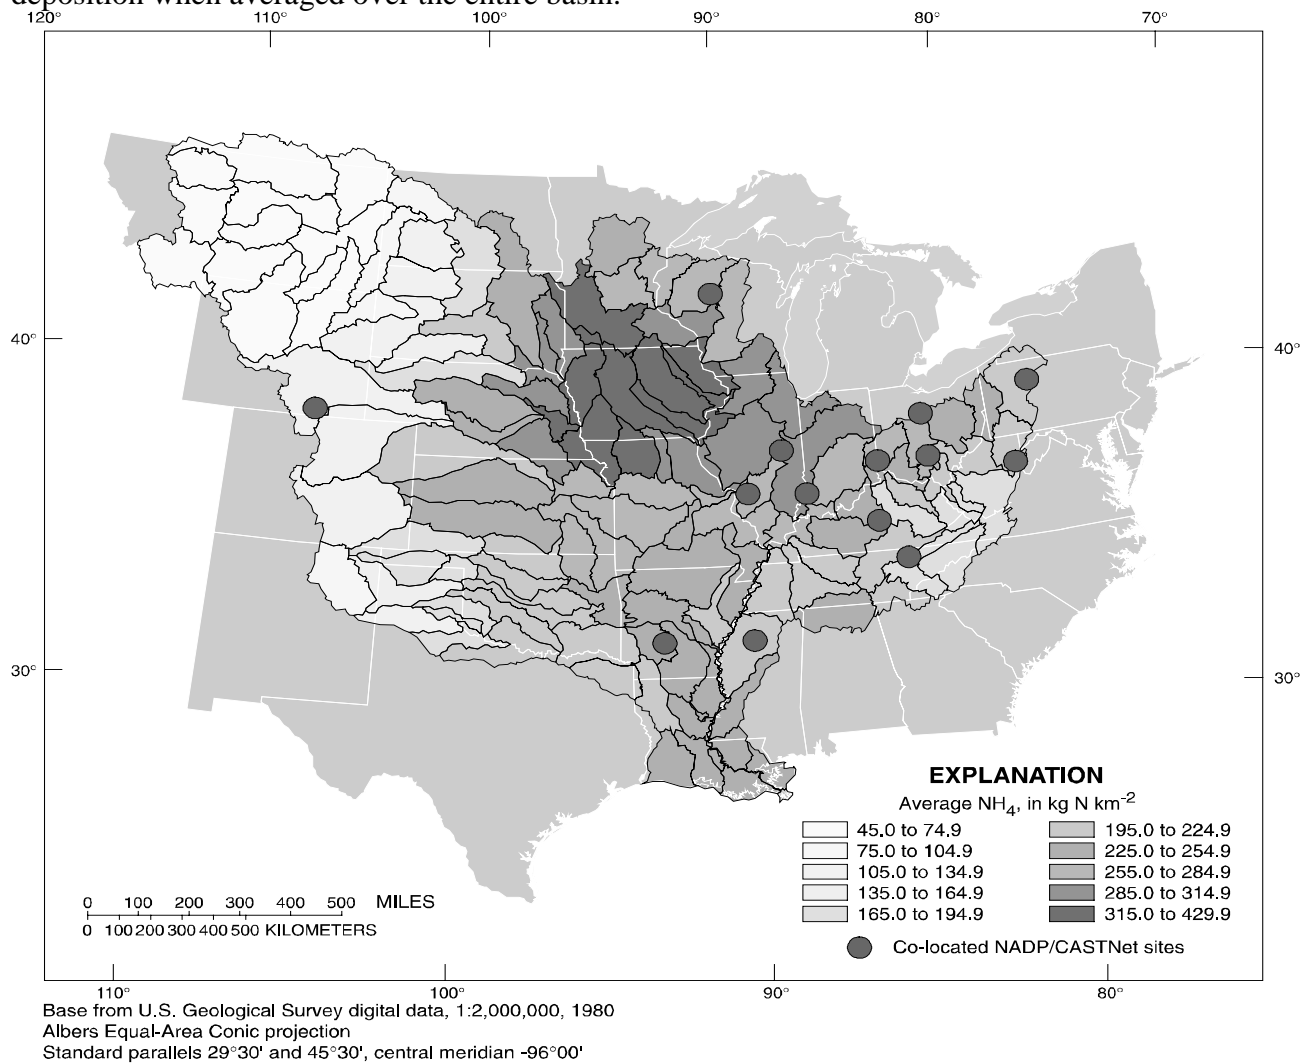 deposition when averaged over the entire basin.
120° 110° 100° 90° 80° 70°
40° 40°
30° 30°
EXPLANATION
Average NH4, in kg N km-2
45.0 to 74.9 195.0 to 224.9
75.0 to 104.9 225.0 to 254.9
105.0 to 134.9 255.0 to 284.9
135.0 to 164.9 285.0 to 314.9
165.0 to 194.9 315.0 to 429.9
Co-located NADP/CASTNet sites
0 100 200 300 400 500 MILES
0 100 200 300 400 500 KILOMETERS
110° 100° 90° 80°
Base from U.S. Geological Survey digital data, 1:2,000,000, 1980
Albers Equal-Area Conic projection
Standard parallels 29°30' and 45°30', central meridian -96°00'